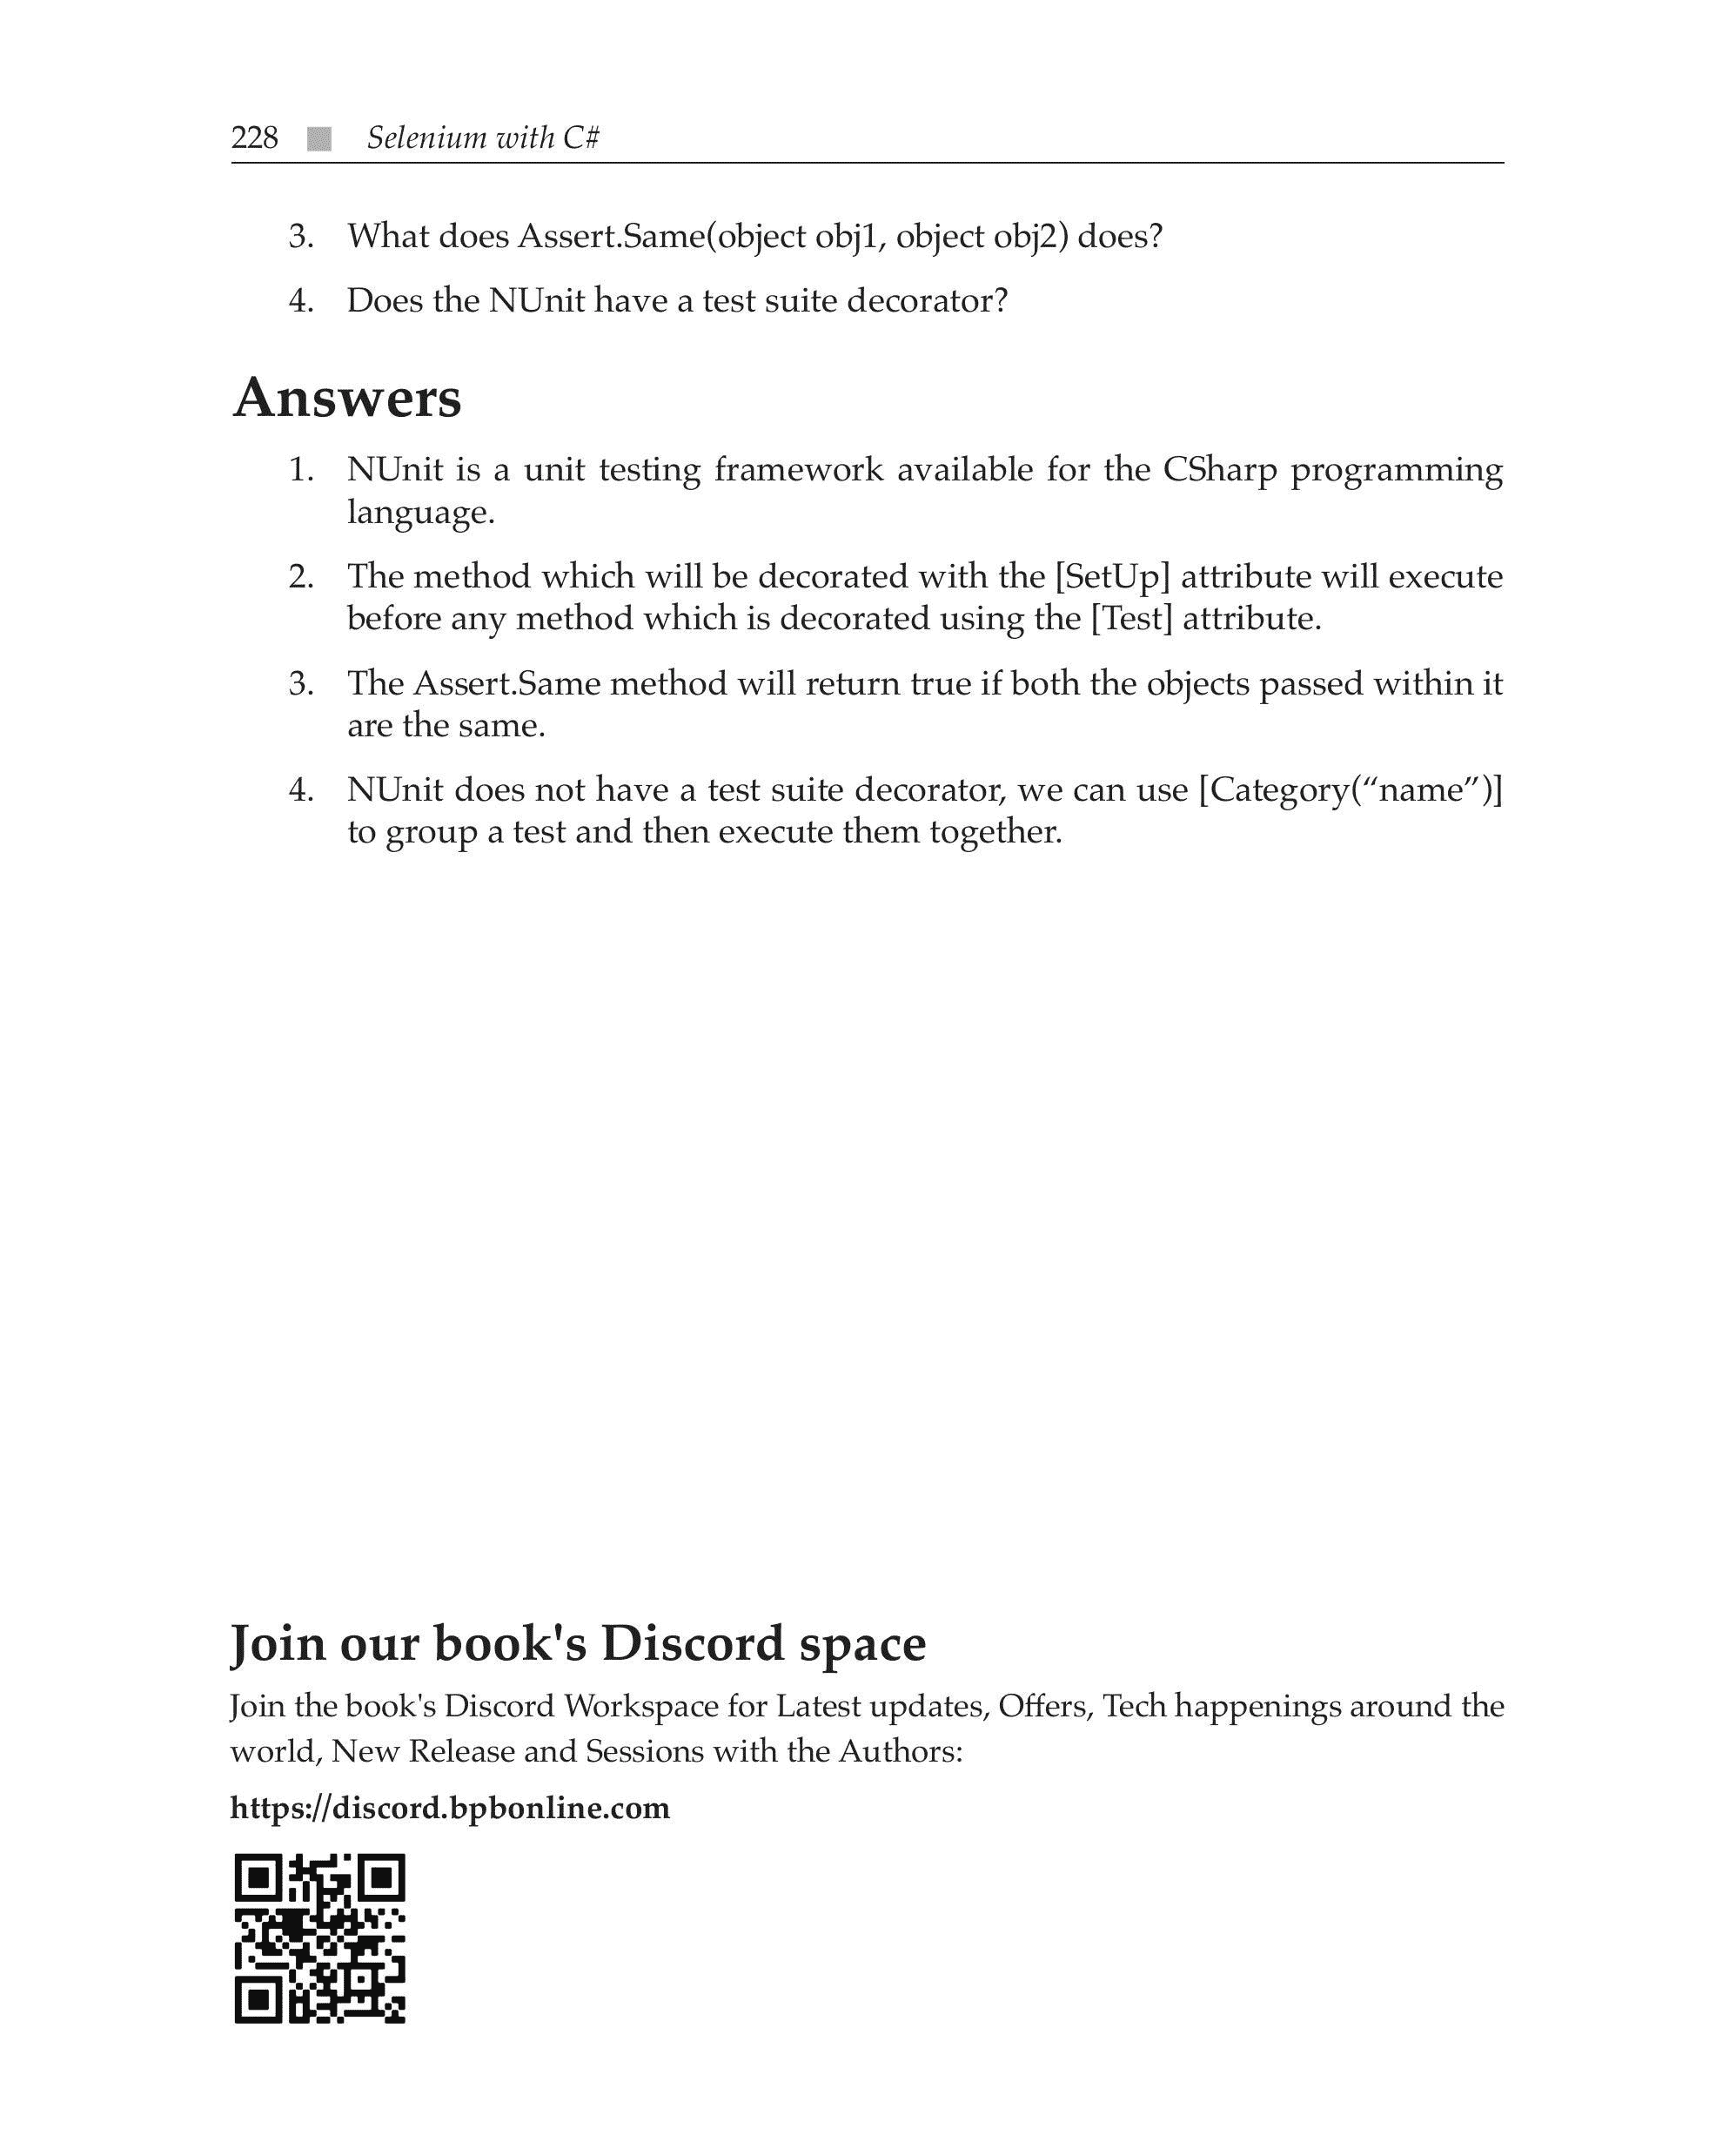 228 Selenium with C#
3. What does Assert.Same(object obj1, object obj2) does?
4. Does the NUnit have a test suite decorator?
Answers
1. NUnit is a unit testing framework available for the CSharp programming
language.
2. The method which will be decorated with the [SetUp] attribute will execute
before any method which is decorated using the [Test] attribute.
3. The Assert.Same method will return true if both the objects passed within it
are the same.
4. NUnit does not have a test suite decorator, we can use [Category(“name”)]
to group a test and then execute them together.
Join our book's Discord space
Join the book's Discord Workspace for Latest updates, Offers, Tech happenings around the
world, New Release and Sessions with the Authors:
https://discord.bpbonline.com